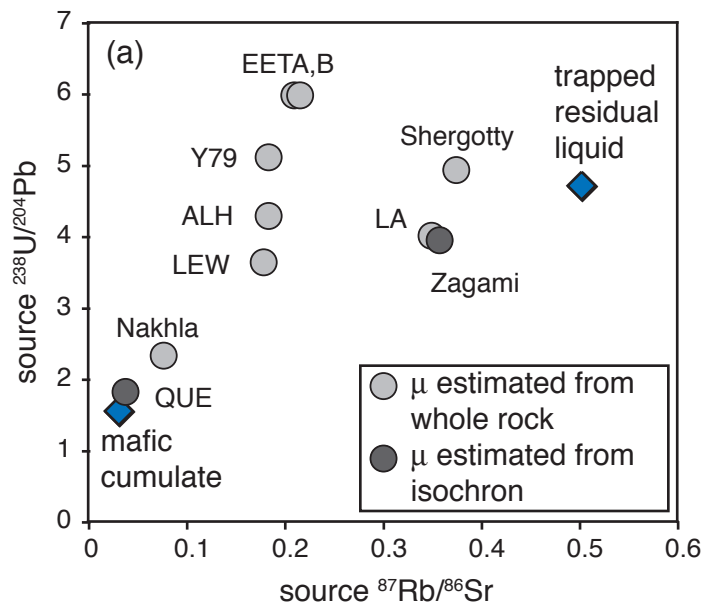 7
(a)
EETA,B
6
trapped
residual
liquid
Shergotty
5
Y79
ALH
LA
4
LEW
Zagami
3
Nakhla
2
QUE
mafic
cumulate
1
0
μ estimated from
whole rock
μ estimated from
isochron
source ²³⁸U/²⁰⁴Pb
0 0.1 0.2 0.3 0.4 0.5 0.6
source ⁸⁷Rb/⁸⁶Sr